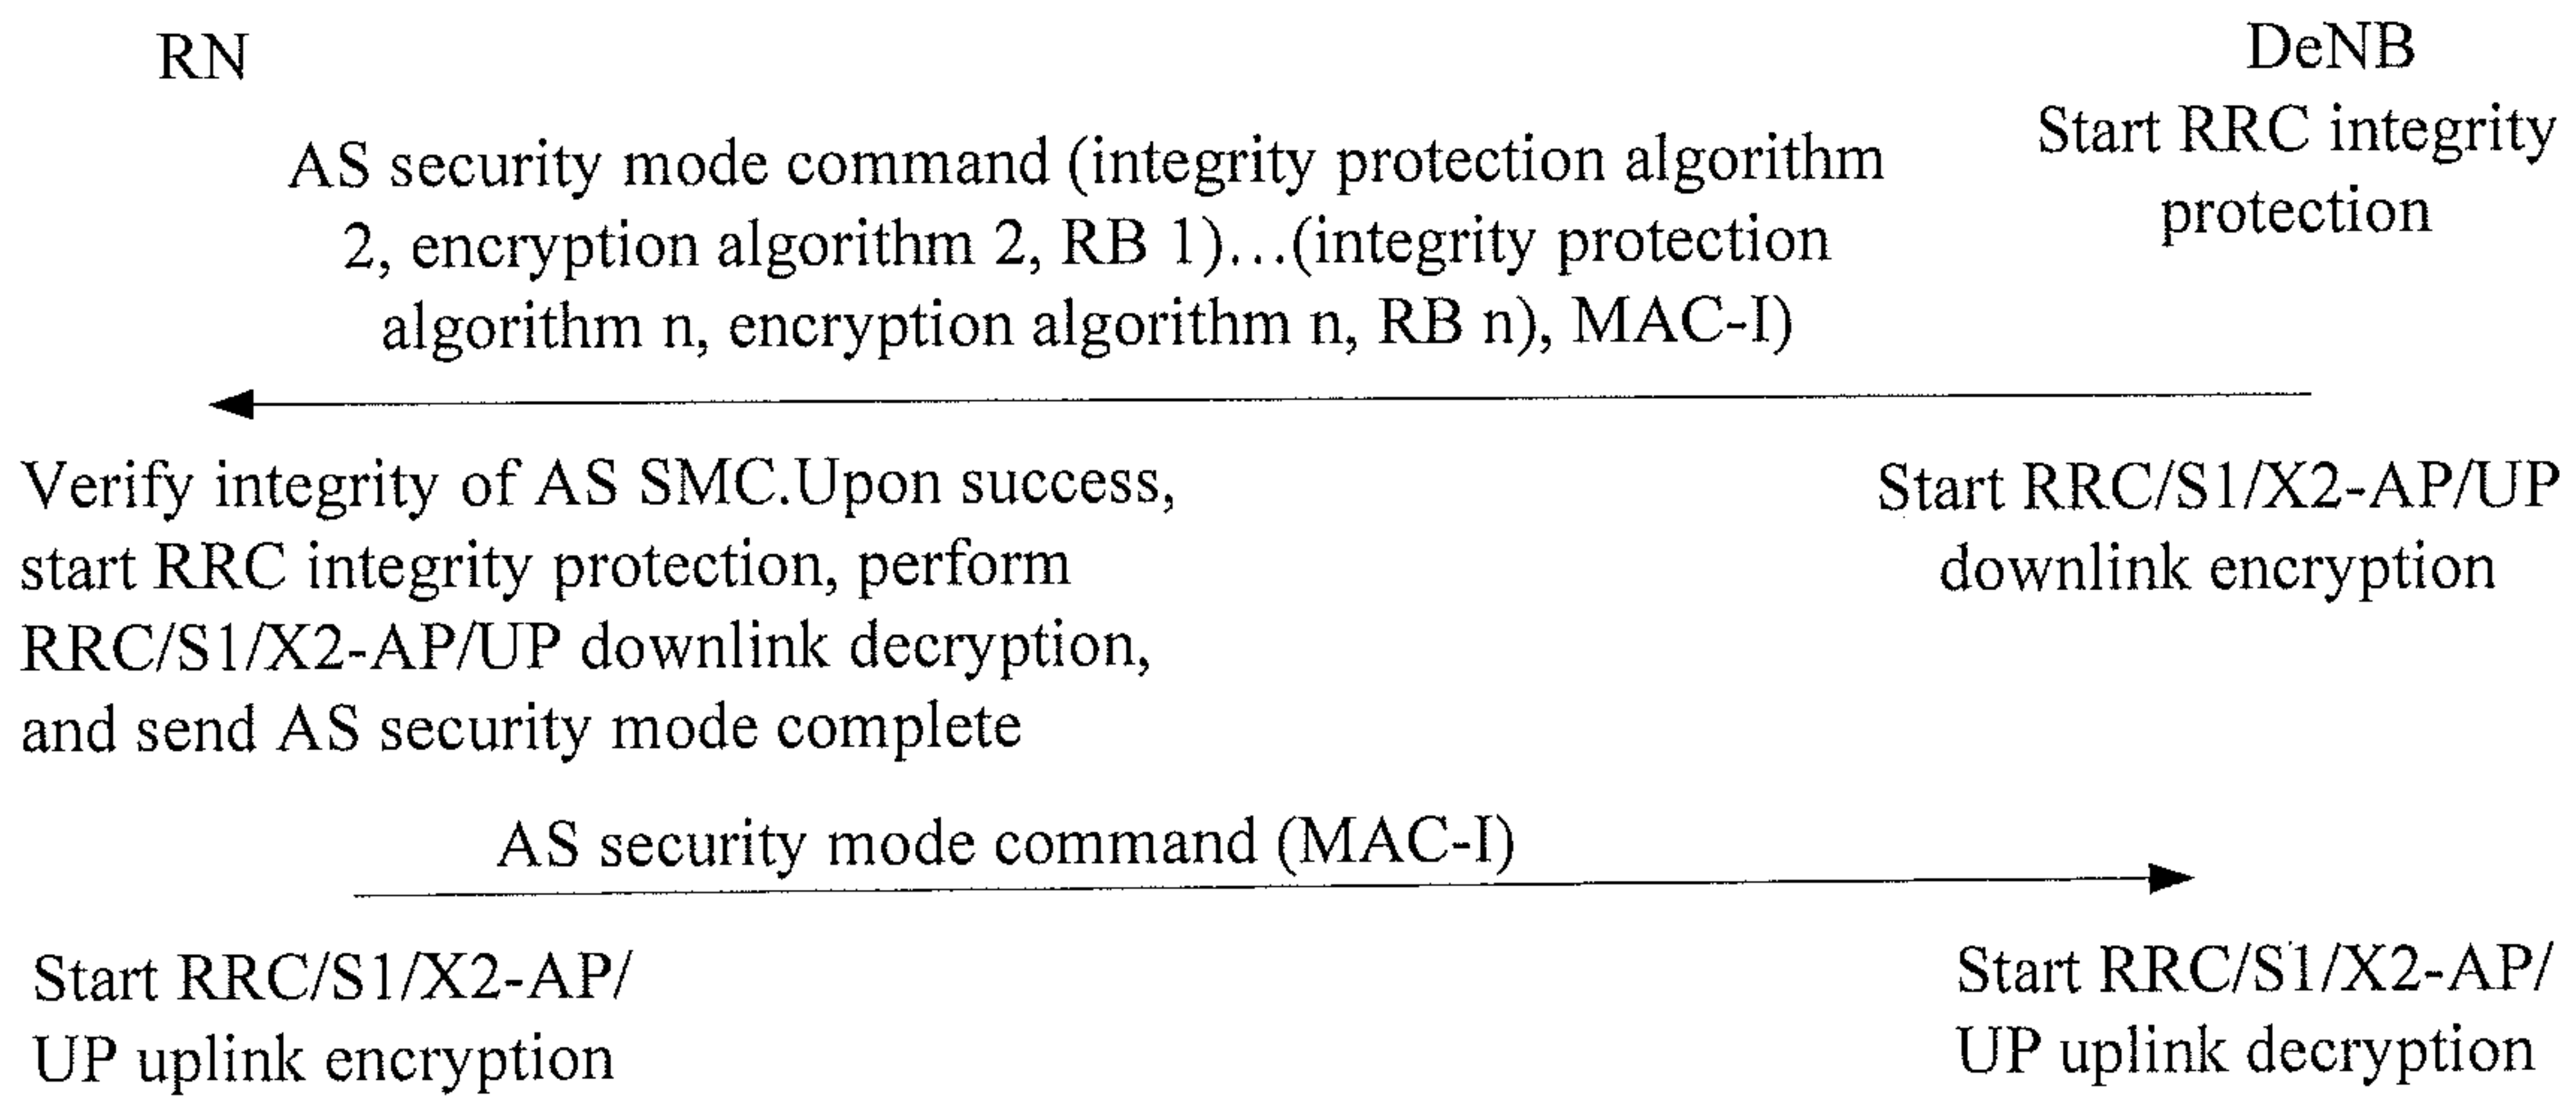 RN
DeNB
Start RRC integrity
protection
AS security mode command (integrity protection algorithm
2, encryption algorithm 2, RB 1)...(integrity protection
algorithm n, encryption algorithm n, RB n), MAC-I)
Verify integrity of AS SMC.Upon success,
start RRC integrity protection, perform
RRC/S1/X2-AP/UP downlink decryption,
and send AS security mode complete
Start RRC/S1/X2-AP/UP
downlink encryption
AS security mode command (MAC-I)
Start RRC/S1/X2-AP/
UP uplink encryption
Start RRC/S1/X2-AP/
UP uplink decryption